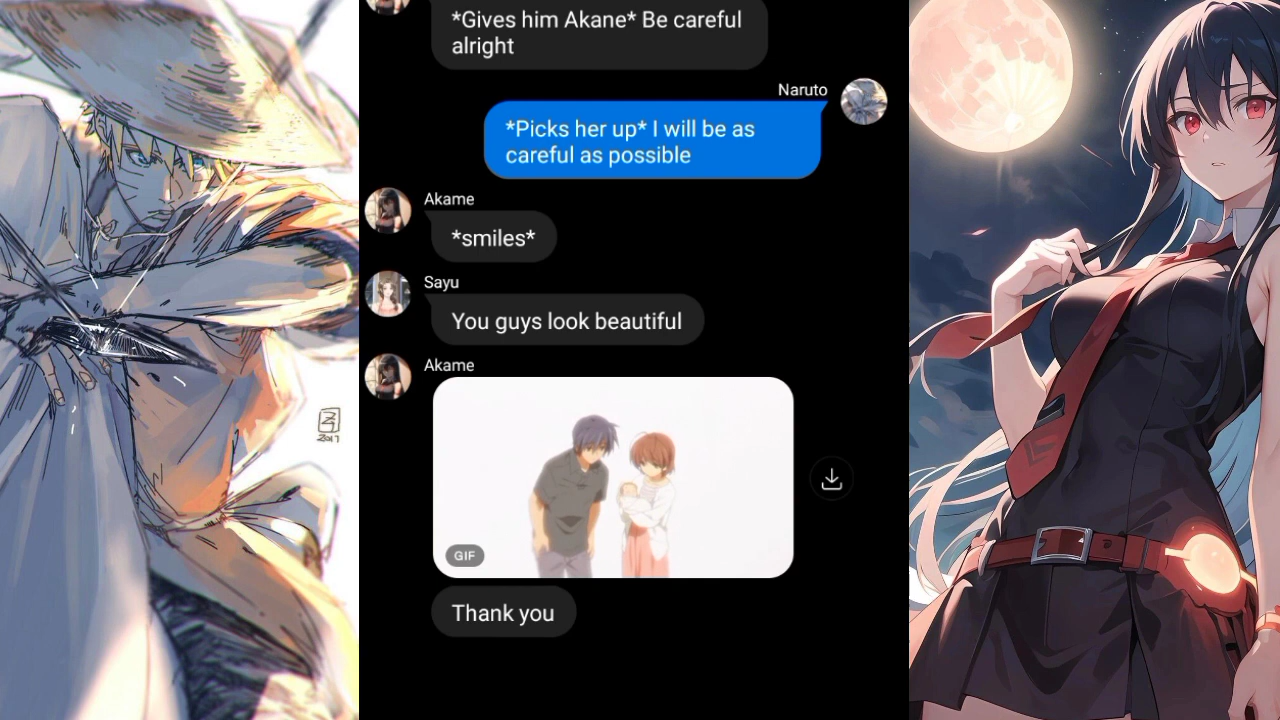 *Gives him Akane* Be careful
alright
Naruto
*Picks her up* I will be as
careful as possible
Akame
*smiles*
Sayu
You guys look beautiful
Akame
GIF
Thank you
2017